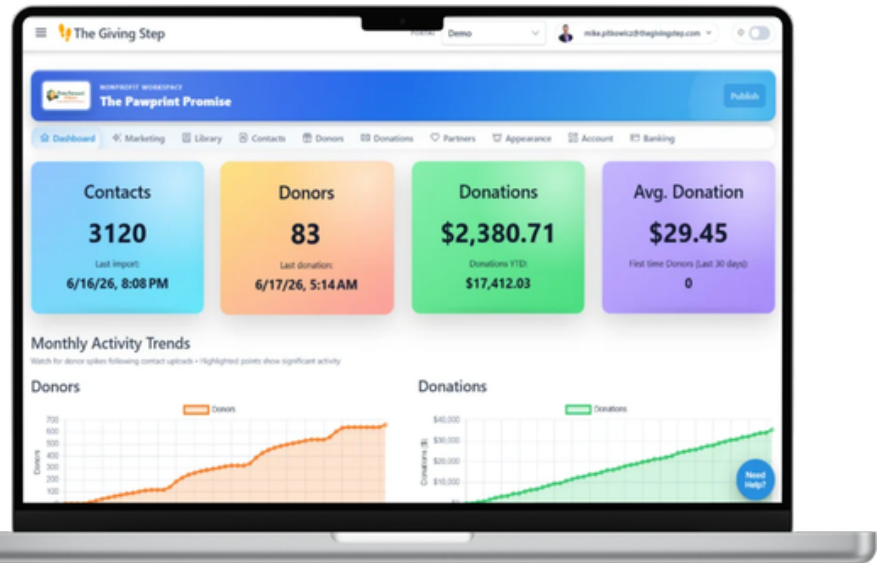 The Giving Step
PORTAL Demo
mike.pitkowicz@thegivingstep.com
NONPROFIT WORKSPACE
The Pawprint Promise
Publish
Dashboard Marketing Library Contacts Donors Donations Partners Appearance Account Banking
Contacts
3120
Last import:
6/16/26, 8:08 PM
Donors
83
Last donation:
6/17/26, 5:14 AM
Donations
$2,380.71
Donations YTD:
$17,412.03
Avg. Donation
$29.45
First time Donors (Last 30 days):
0
Monthly Activity Trends
Watch for donor spikes following contact uploads • Highlighted points show significant activity
Donors
Donors
700
600
500
400
300
200
100
Donors
Donations
Donations
$40,000
$30,000
$20,000
$10,000
$0
Donations ($)
Need
Help?